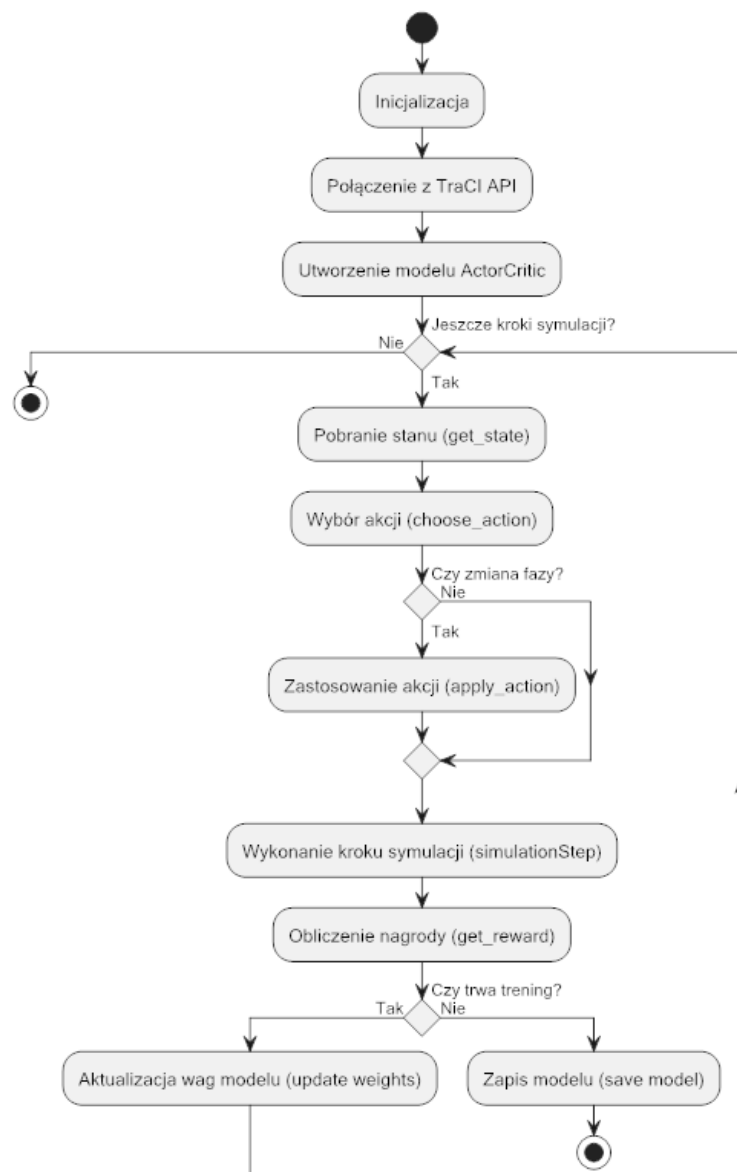 Inicjalizacja
Połączenie z TraCI API
Utworzenie modelu ActorCritic
Jeszcze kroki symulacji?
Nie
Tak
Pobranie stanu (get_state)
Wybór akcji (choose_action)
Czy zmiana fazy?
Nie
Tak
Zastosowanie akcji (apply_action)
Wykonanie kroku symulacji (simulationStep)
Obliczenie nagrody (get_reward)
Czy trwa trening?
Tak
Nie
Aktualizacja wag modelu (update weights)
Zapis modelu (save model)